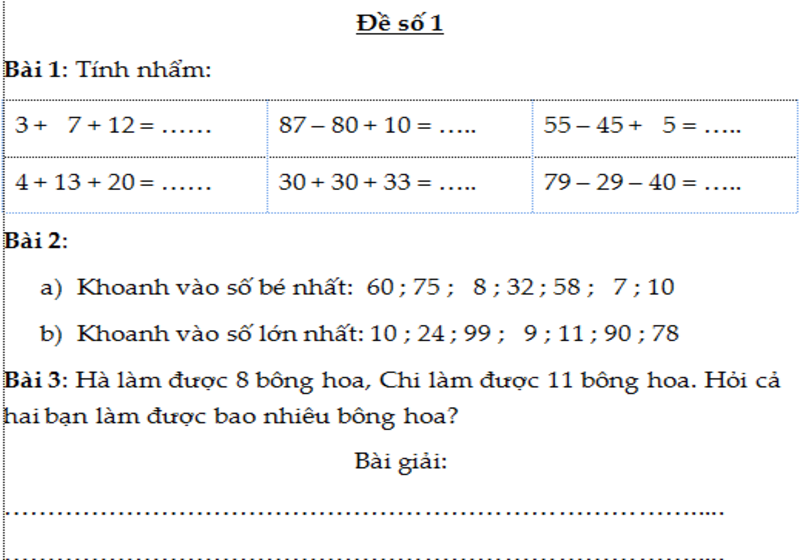 Đề số 1
Bài 1: Tính nhẩm:
3 + 7 + 12 = …… 87 – 80 + 10 = ….. 55 – 45 + 5 = …..
4 + 13 + 20 = …… 30 + 30 + 33 = ….. 79 – 29 – 40 = …..
Bài 2:
a) Khoanh vào số bé nhất: 60 ; 75 ; 8 ; 32 ; 58 ; 7 ; 10
b) Khoanh vào số lớn nhất: 10 ; 24 ; 99 ; 9 ; 11 ; 90 ; 78
Bài 3: Hà làm được 8 bông hoa, Chi làm được 11 bông hoa. Hỏi cả
hai bạn làm được bao nhiêu bông hoa?
Bài giải:
……………………………………………………………………….....
……………………………………………………………………….....